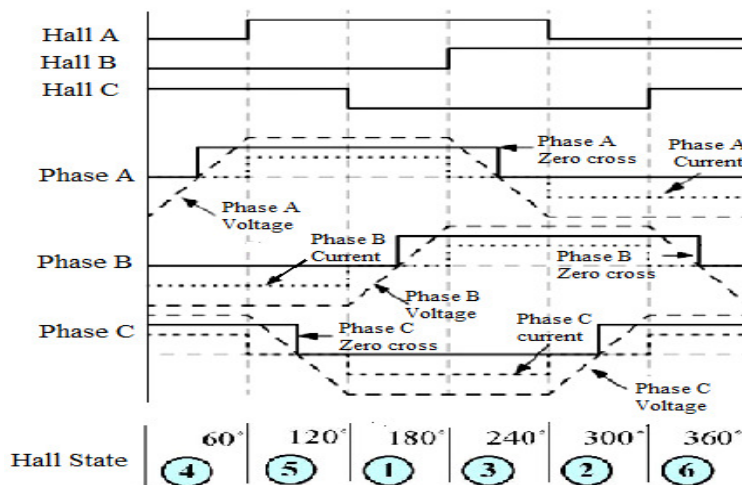 Hall A
Hall B
Hall C
Phase A
Zero cross
Phase A
Current
Phase A
Phase A
Voltage
Phase B
Current
Phase B
Phase B
Zero cross
Phase B
Voltage
Phase C
Phase C
Zero cross
Phase C
current
Phase C
Voltage
60° 120° 180° 240° 300° 360°
Hall State 4 5 1 3 2 6